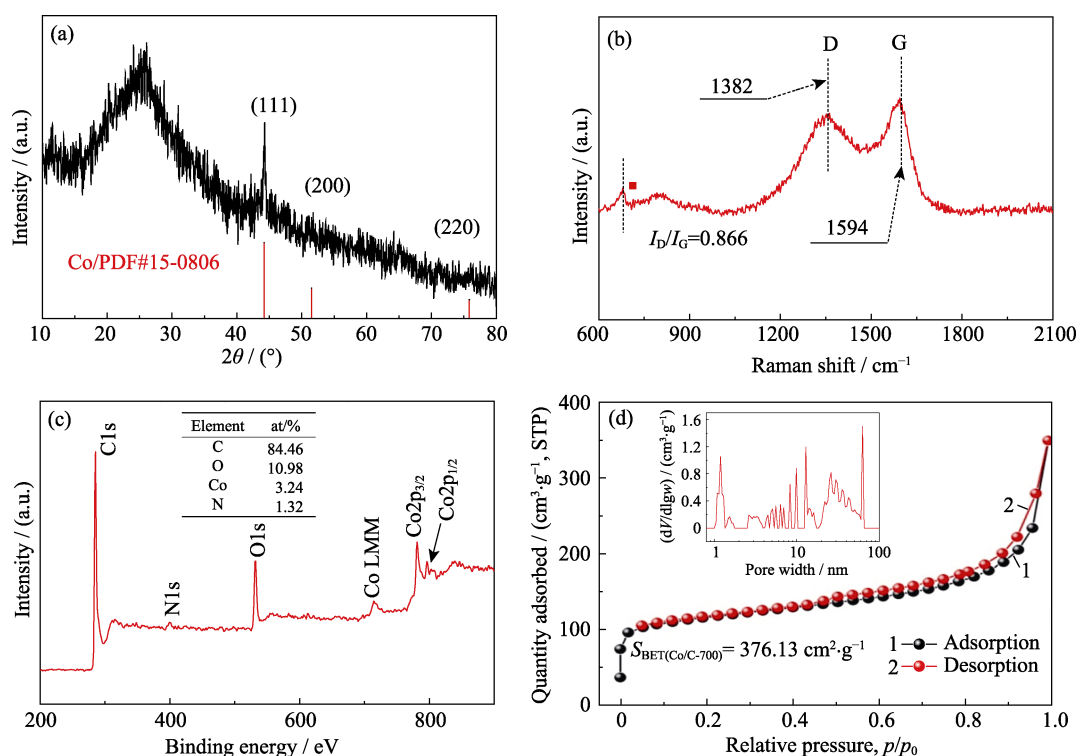 (a)
(111)
(200)
(220)
Co/PDF#15-0806
Intensity / (a.u.)
10 20 30 40 50 60 70 80
2θ / (°)
(b)
D G
1382
1594
I_D/I_G=0.866
Intensity / (a.u.)
600 900 1200 1500 1800 2100
Raman shift / cm⁻¹
(c)
Element at/%
C 84.46
O 10.98
Co 3.24
N 1.32
C1s
N1s
O1s
Co LMM
Co2p3/2
Co2p1/2
Intensity / (a.u.)
200 400 600 800
Binding energy / eV
(d)
400
350
300
250
200
150
100
50
0
Quantity adsorbed / (cm³·g⁻¹, STP)
1.6
1.2
0.8
0.4
0
(dV/dlgw) / (cm³·g⁻¹)
1 10 100
Pore width / nm
2
1
S_BET(Co/C-700)= 376.13 cm²·g⁻¹
1 Adsorption
2 Desorption
0 0.2 0.4 0.6 0.8 1.0
Relative pressure, p/p₀